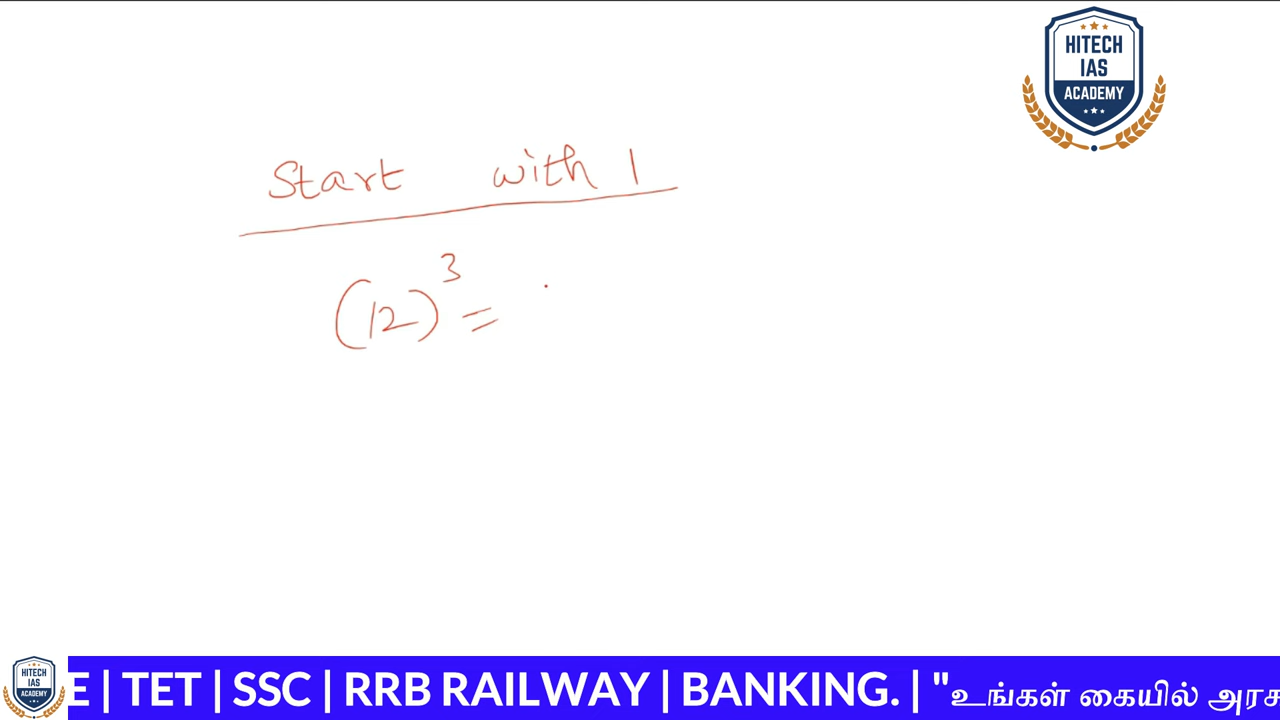 HITECH
IAS
ACADEMY
Start with 1
(12)³ =
HITECH
IAS
ACADEMY
E | TET | SSC | RRB RAILWAY | BANKING. | "உங்கள் கையில் அரச